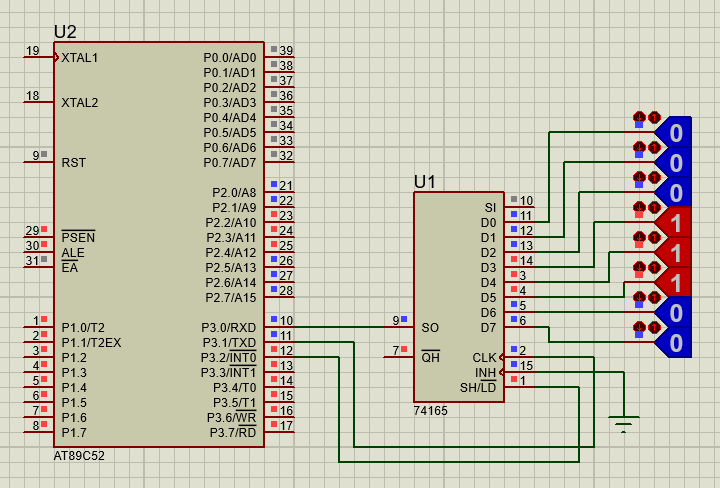 U2
19 XTAL1
18 XTAL2
9 RST
29 PSEN
30 ALE
31 EA
1 P1.0/T2
2 P1.1/T2EX
3 P1.2
4 P1.3
5 P1.4
6 P1.5
7 P1.6
8 P1.7
P0.0/AD0 39
P0.1/AD1 38
P0.2/AD2 37
P0.3/AD3 36
P0.4/AD4 35
P0.5/AD5 34
P0.6/AD6 33
P0.7/AD7 32
P2.0/A8 21
P2.1/A9 22
P2.2/A10 23
P2.3/A11 24
P2.4/A12 25
P2.5/A13 26
P2.6/A14 27
P2.7/A15 28
P3.0/RXD 10
P3.1/TXD 11
P3.2/INT0 12
P3.3/INT1 13
P3.4/T0 14
P3.5/T1 15
P3.6/WR 16
P3.7/RD 17
AT89C52
U1
9 SO
7 QH
SI 10
D0 11
D1 12
D2 13
D3 14
D4 3
D5 4
D6 5
D7 6
CLK 2
INH 15
SH/LD 1
74165
0
0
0
1
1
1
0
0